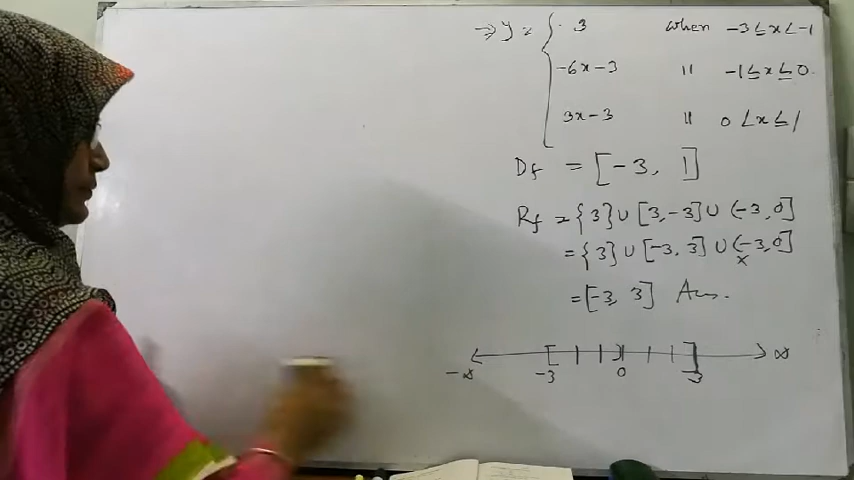 → y = { 3 when -3 ≤ x < -1
-6x-3 " -1 ≤ x ≤ 0
3x-3 " 0 < x ≤ 1
Df = [-3, 1]
Rf = {3} ∪ [3,-3] ∪ (-3,0]
= {3} ∪ [-3, 3] ∪ (-3,0]
x
= [-3, 3] Ans.
-∞ -3 0 3 ∞